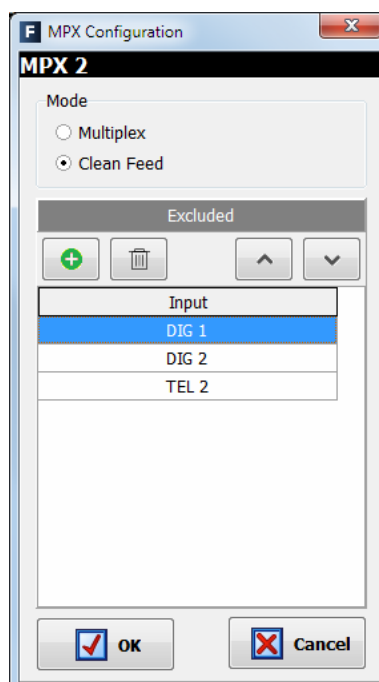 F MPX Configuration
MPX 2
Mode
Multiplex
Clean Feed
Excluded
Input
DIG 1
DIG 2
TEL 2
OK Cancel